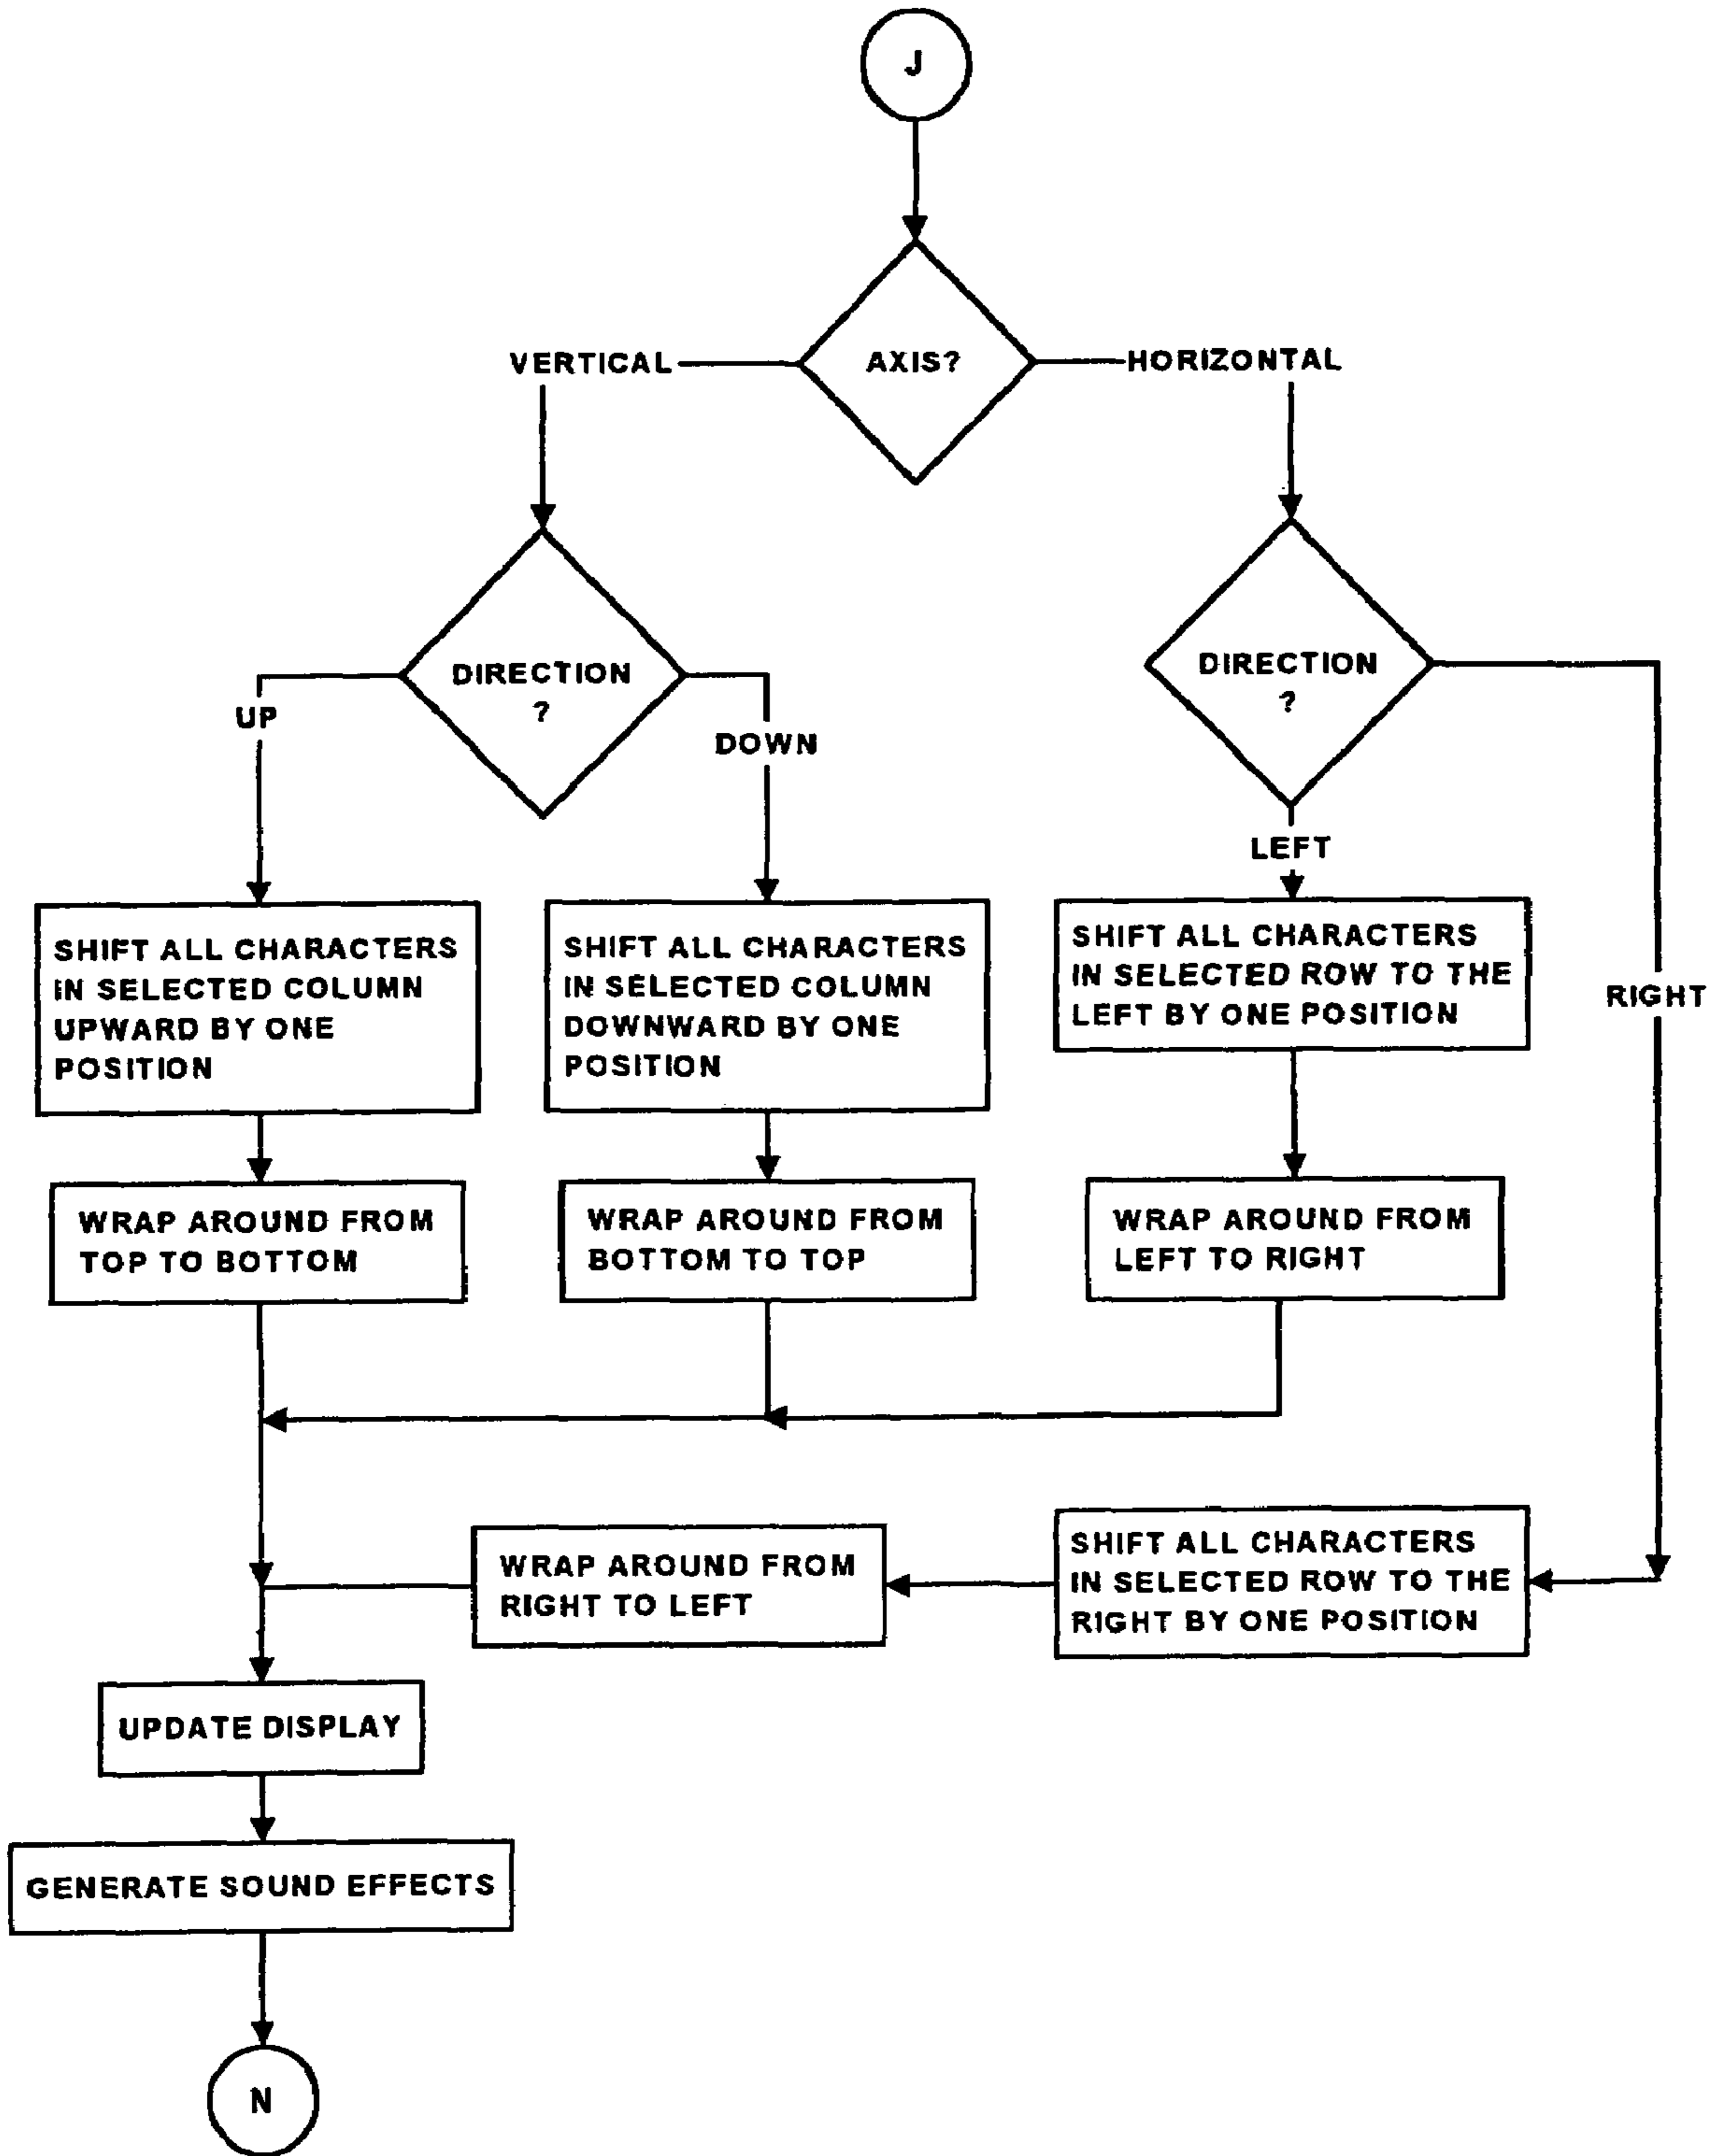 J
AXIS?
VERTICAL
HORIZONTAL
DIRECTION
?
UP
DOWN
DIRECTION
?
LEFT
RIGHT
SHIFT ALL CHARACTERS
IN SELECTED COLUMN
UPWARD BY ONE
POSITION
SHIFT ALL CHARACTERS
IN SELECTED COLUMN
DOWNWARD BY ONE
POSITION
SHIFT ALL CHARACTERS
IN SELECTED ROW TO THE
LEFT BY ONE POSITION
WRAP AROUND FROM
TOP TO BOTTOM
WRAP AROUND FROM
BOTTOM TO TOP
WRAP AROUND FROM
LEFT TO RIGHT
SHIFT ALL CHARACTERS
IN SELECTED ROW TO THE
RIGHT BY ONE POSITION
WRAP AROUND FROM
RIGHT TO LEFT
UPDATE DISPLAY
GENERATE SOUND EFFECTS
N